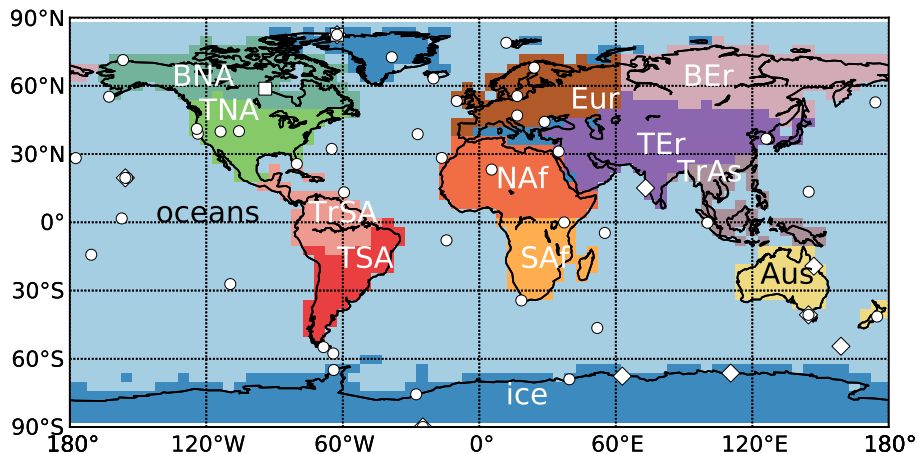 90°N
60°N
30°N
0°
30°S
60°S
90°S
BNA
BEr
TNA
Eur
TEr
TrAs
NAf
oceans
TrSA
TSA
SAf
Aus
ice
180°
120°W
60°W
0°
60°E
120°E
180°